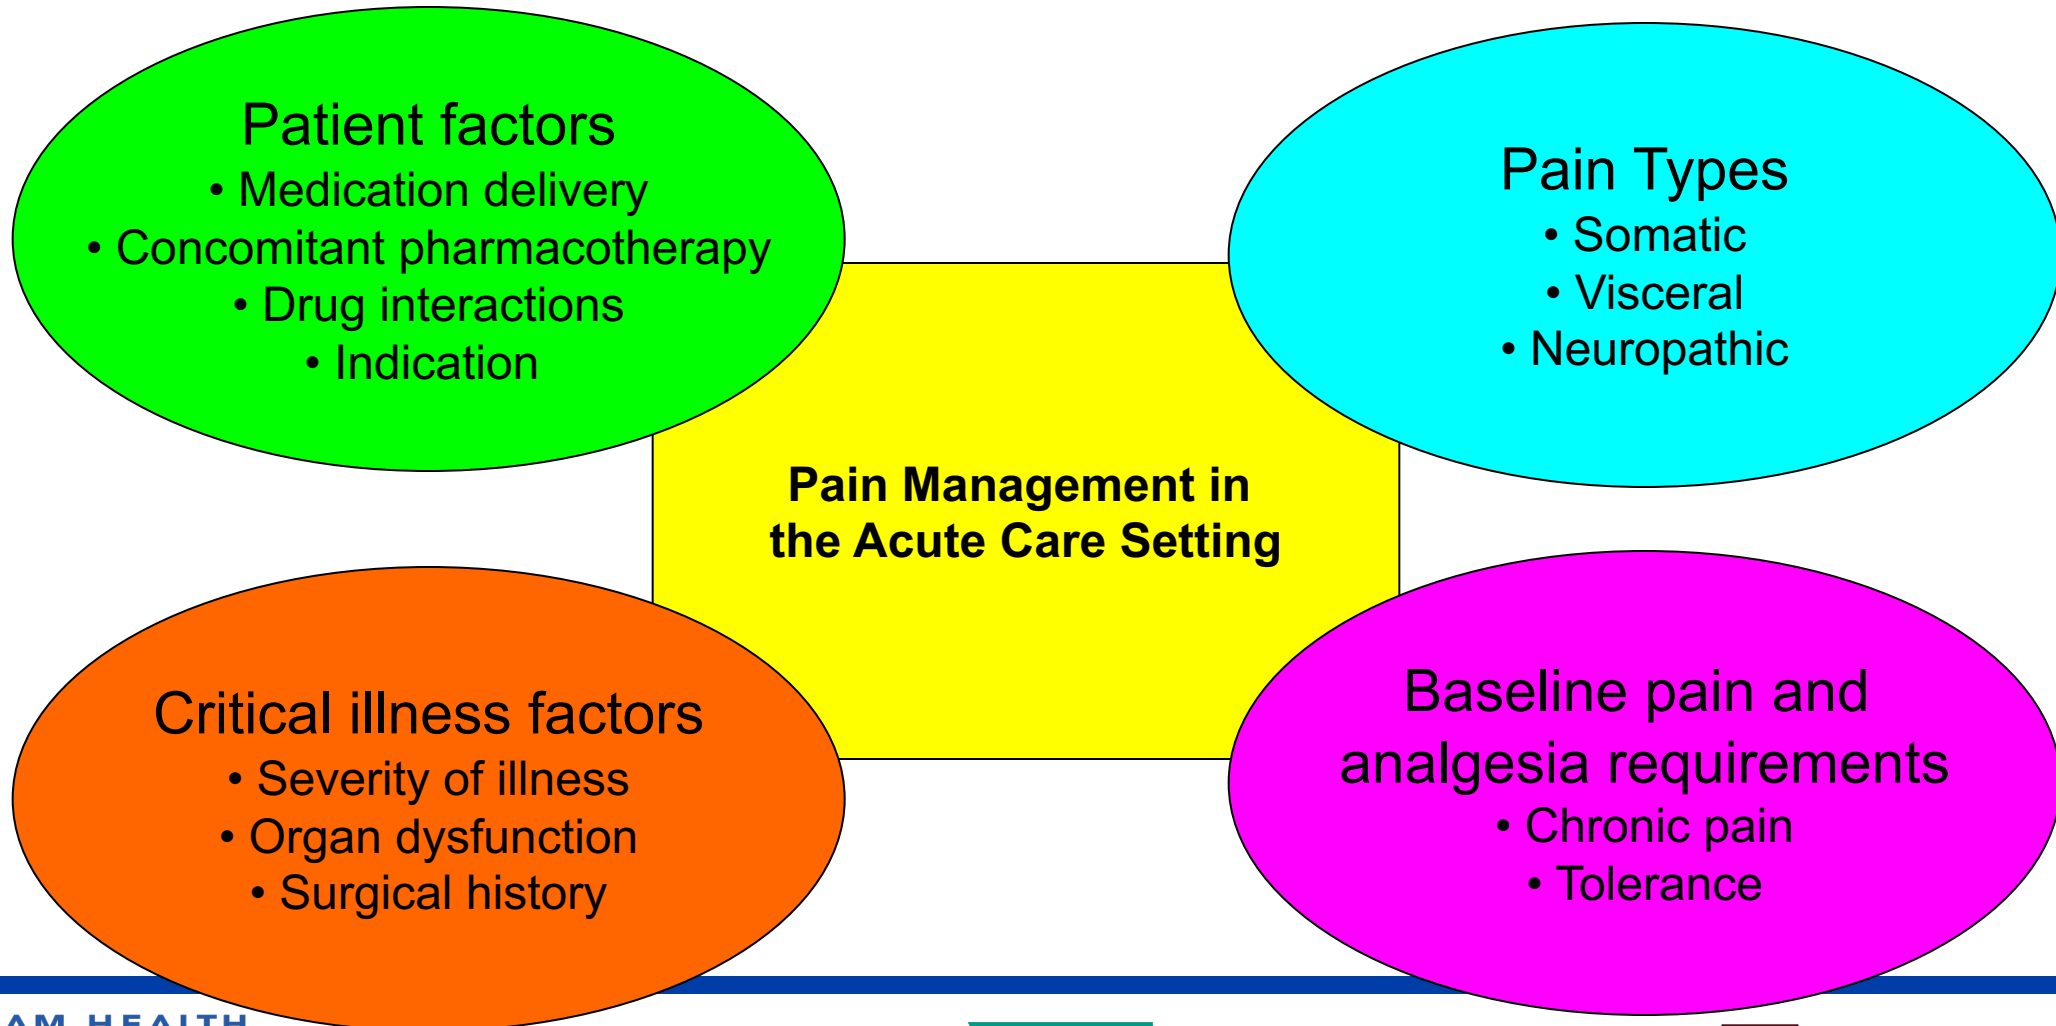 Patient factors
• Medication delivery
• Concomitant pharmacotherapy
• Drug interactions
• Indication
Pain Types
• Somatic
• Visceral
• Neuropathic
Pain Management in
the Acute Care Setting
Critical illness factors
• Severity of illness
• Organ dysfunction
• Surgical history
Baseline pain and
analgesia requirements
• Chronic pain
• Tolerance
HEALTH